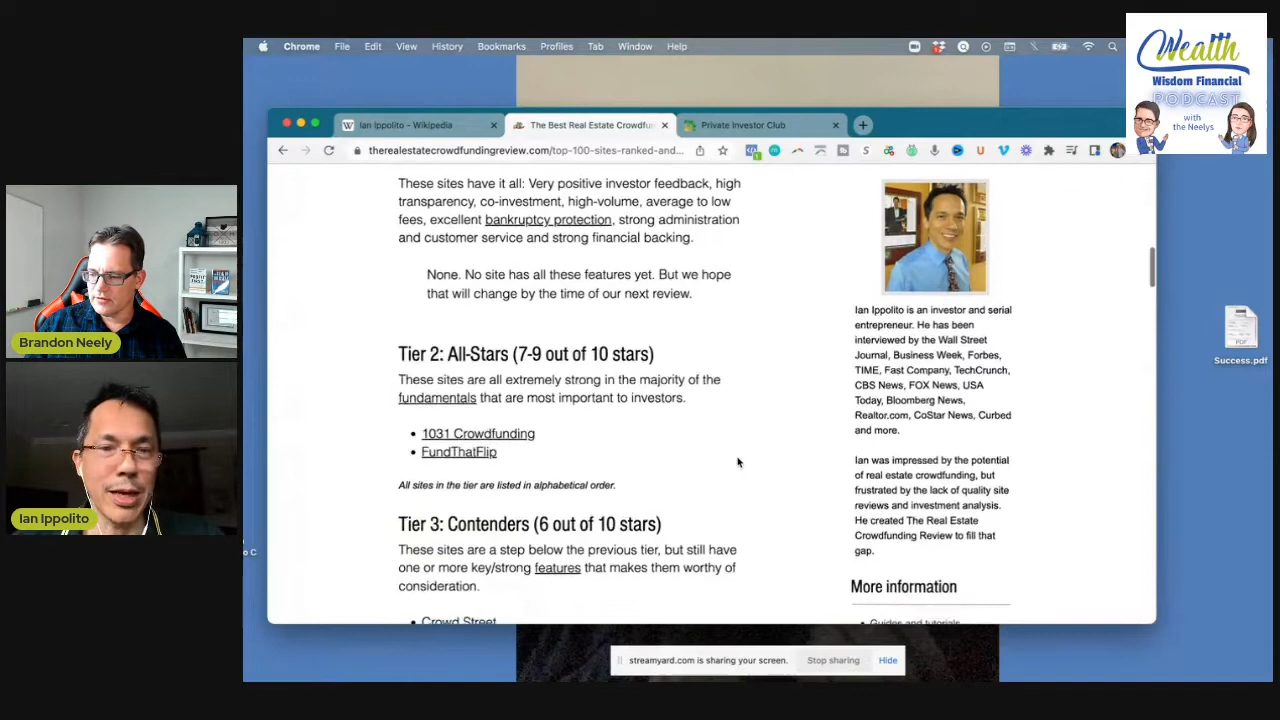 Chrome File Edit View History Bookmarks Profiles Tab Window Help
Wealth
Wisdom Financial
PODCAST
with
the Neelys
Ian Ippolito - Wikipedia
The Best Real Estate Crowdfu
Private Investor Club
therealestatecrowdfundingreview.com/top-100-sites-ranked-and...
These sites have it all: Very positive investor feedback, high
transparency, co-investment, high-volume, average to low
fees, excellent bankruptcy protection, strong administration
and customer service and strong financial backing.
None. No site has all these features yet. But we hope
that will change by the time of our next review.
Tier 2: All-Stars (7-9 out of 10 stars)
These sites are all extremely strong in the majority of the
fundamentals that are most important to investors.
• 1031 Crowdfunding
• FundThatFlip
All sites in the tier are listed in alphabetical order.
Tier 3: Contenders (6 out of 10 stars)
These sites are a step below the previous tier, but still have
one or more key/strong features that makes them worthy of
consideration.
• Crowd Street
Ian Ippolito is an investor and serial
entrepreneur. He has been
interviewed by the Wall Street
Journal, Business Week, Forbes,
TIME, Fast Company, TechCrunch,
CBS News, FOX News, USA
Today, Bloomberg News,
Realtor.com, CoStar News, Curbed
and more.
Ian was impressed by the potential
of real estate crowdfunding, but
frustrated by the lack of quality site
reviews and investment analysis.
He created The Real Estate
Crowdfunding Review to fill that
gap.
More information
• Guides and tutorials
PDF
Success.pdf
Brandon Neely
Ian Ippolito
o C
streamyard.com is sharing your screen.
Stop sharing
Hide